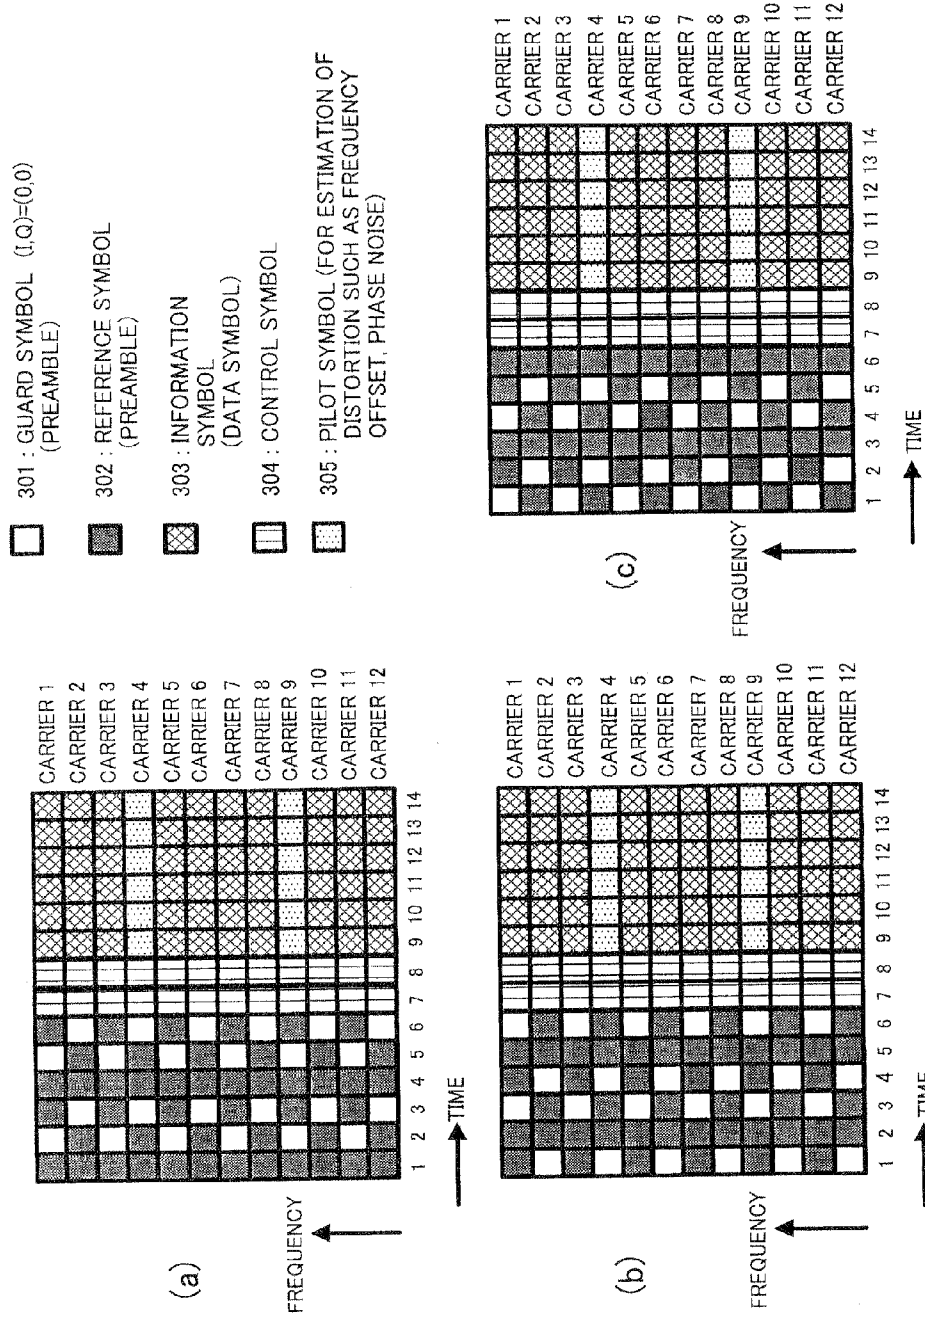 301 : GUARD SYMBOL (I,Q)=(0,0)
(PREAMBLE)
302 : REFERENCE SYMBOL
(PREAMBLE)
303 : INFORMATION
SYMBOL
(DATA SYMBOL)
304 : CONTROL SYMBOL
305 : PILOT SYMBOL (FOR ESTIMATION OF
DISTORTION SUCH AS FREQUENCY
OFFSET, PHASE NOISE)
(a)
FREQUENCY
CARRIER 1
CARRIER 2
CARRIER 3
CARRIER 4
CARRIER 5
CARRIER 6
CARRIER 7
CARRIER 8
CARRIER 9
CARRIER 10
CARRIER 11
CARRIER 12
1 2 3 4 5 6 7 8 9 10 11 12 13 14
TIME
(b)
FREQUENCY
CARRIER 1
CARRIER 2
CARRIER 3
CARRIER 4
CARRIER 5
CARRIER 6
CARRIER 7
CARRIER 8
CARRIER 9
CARRIER 10
CARRIER 11
CARRIER 12
1 2 3 4 5 6 7 8 9 10 11 12 13 14
TIME
(c)
FREQUENCY
CARRIER 1
CARRIER 2
CARRIER 3
CARRIER 4
CARRIER 5
CARRIER 6
CARRIER 7
CARRIER 8
CARRIER 9
CARRIER 10
CARRIER 11
CARRIER 12
1 2 3 4 5 6 7 8 9 10 11 12 13 14
TIME